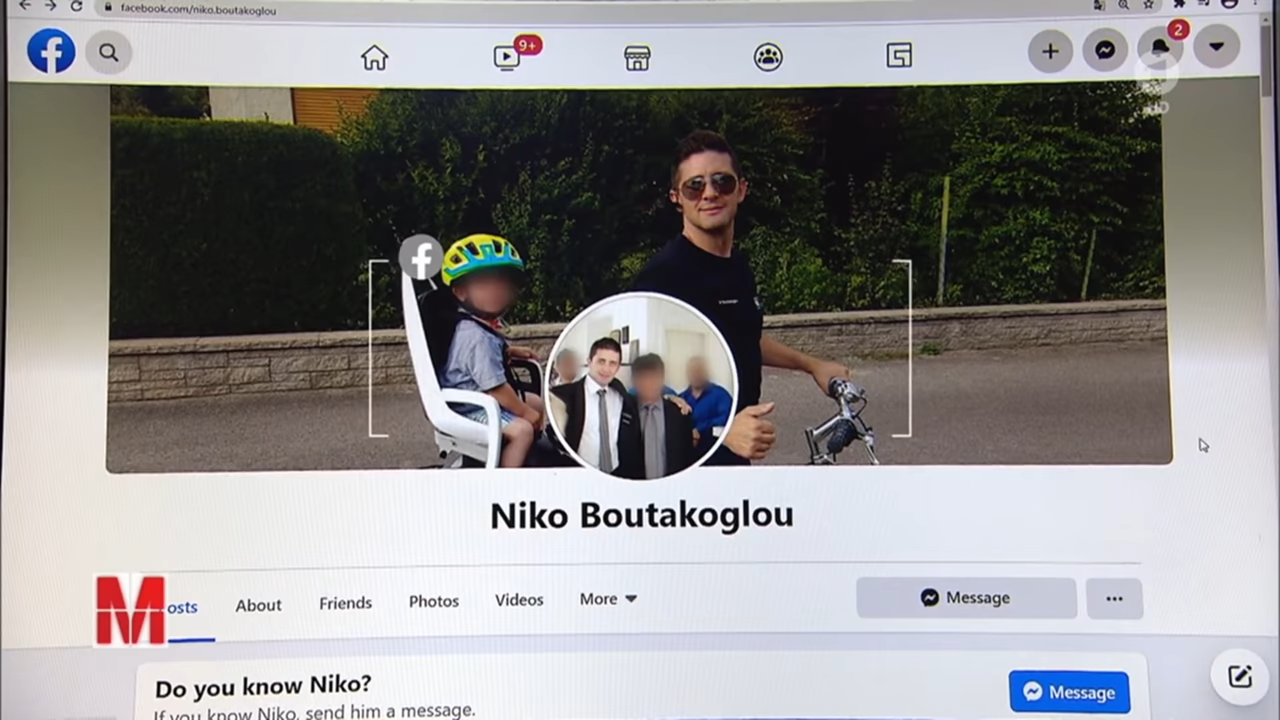 facebook.com/niko.boutakoglou
f
9+
2
f
Niko Boutakoglou
osts
About
Friends
Photos
Videos
More
Message
M
Do you know Niko?
Message
If you know Niko, send him a message.